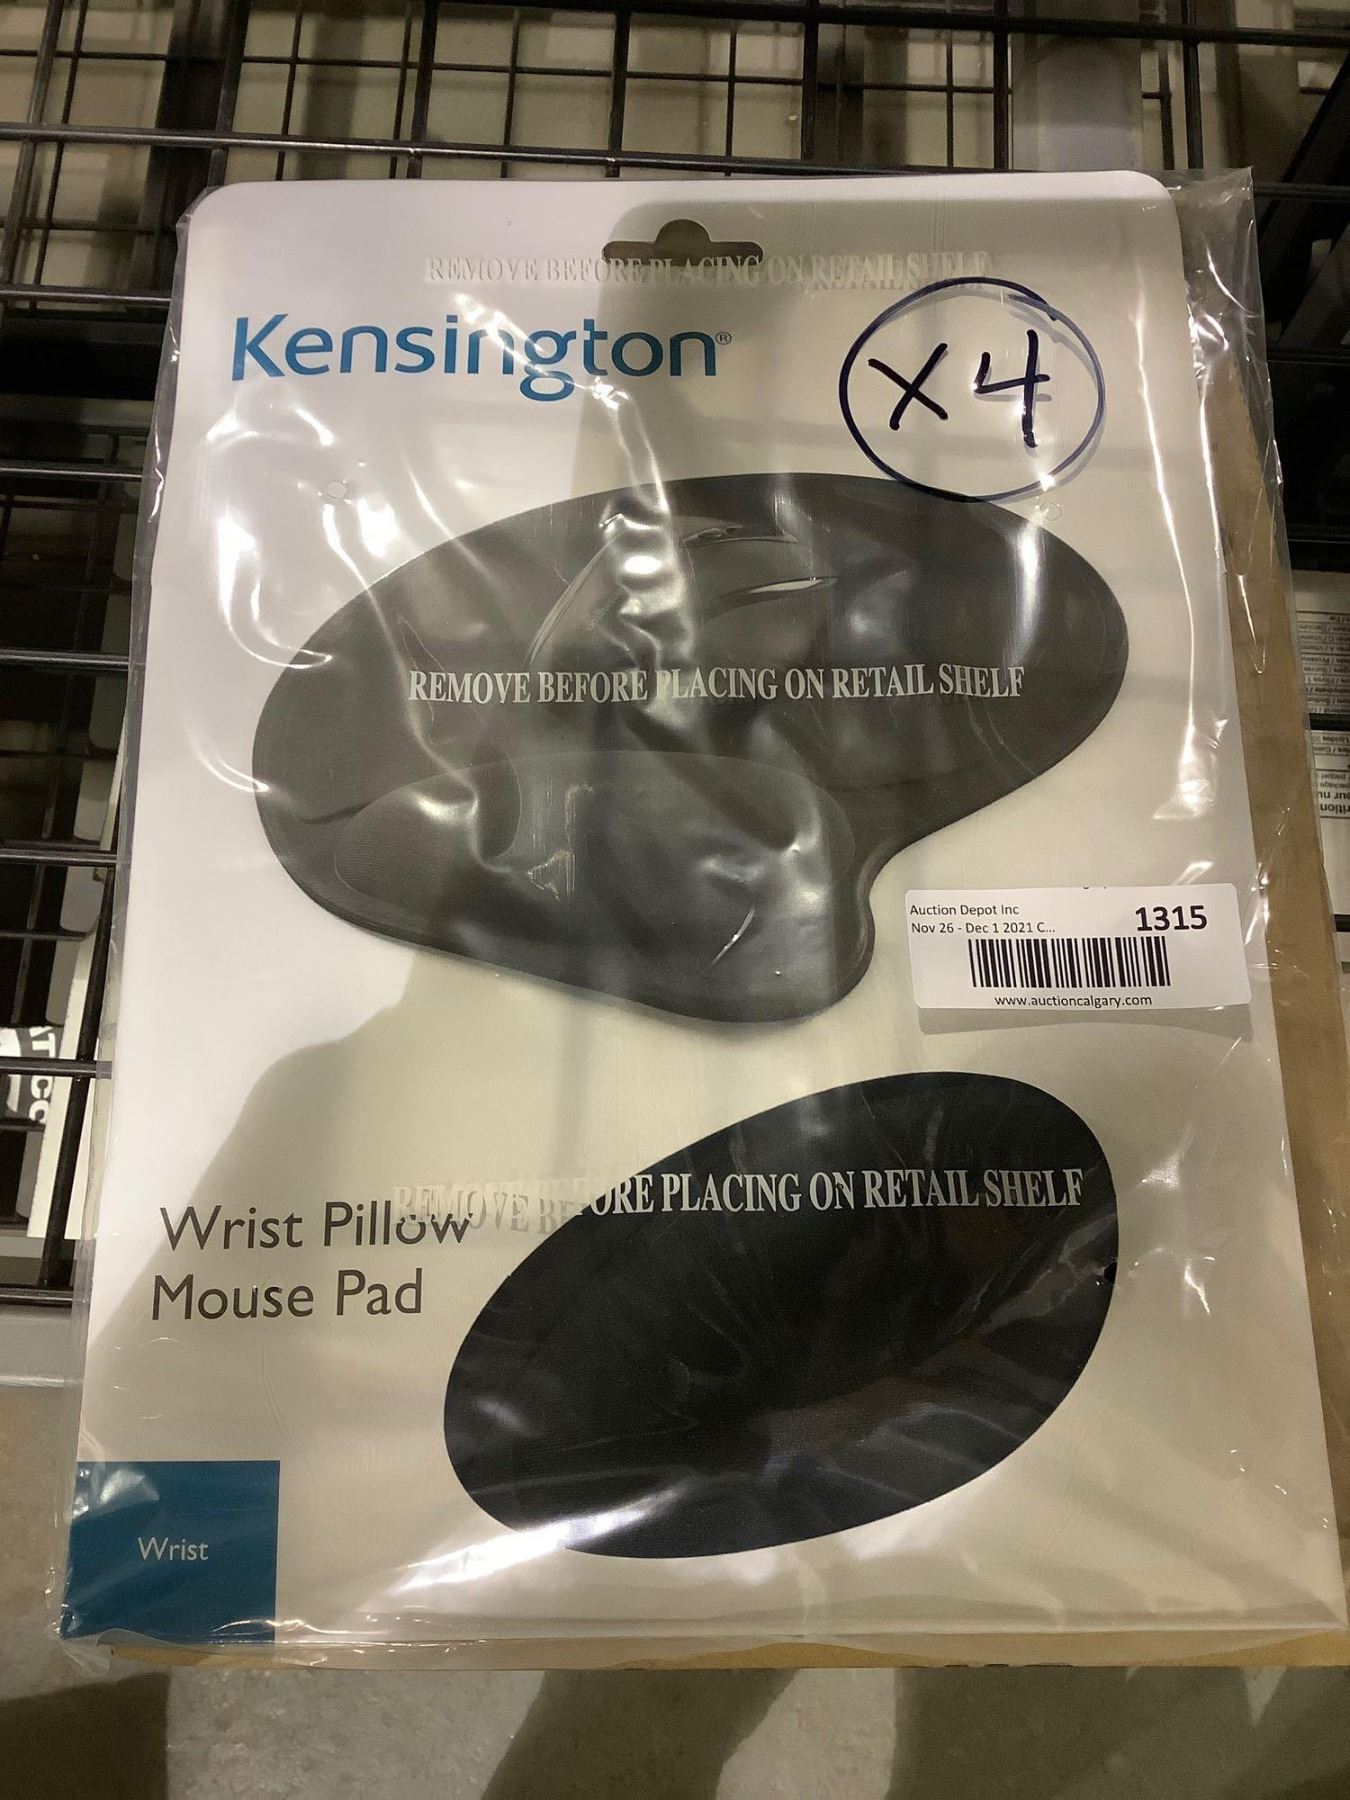 REMOVE BEFORE PLACING ON RETAIL SHELF
Kensington®
X4
REMOVE BEFORE PLACING ON RETAIL SHELF
Auction Depot Inc
1315
Nov 26 - Dec 1 2021 C...
www.auctioncalgary.com
REMOVE BEFORE PLACING ON RETAIL SHELF
Wrist Pillow
Mouse Pad
Wrist